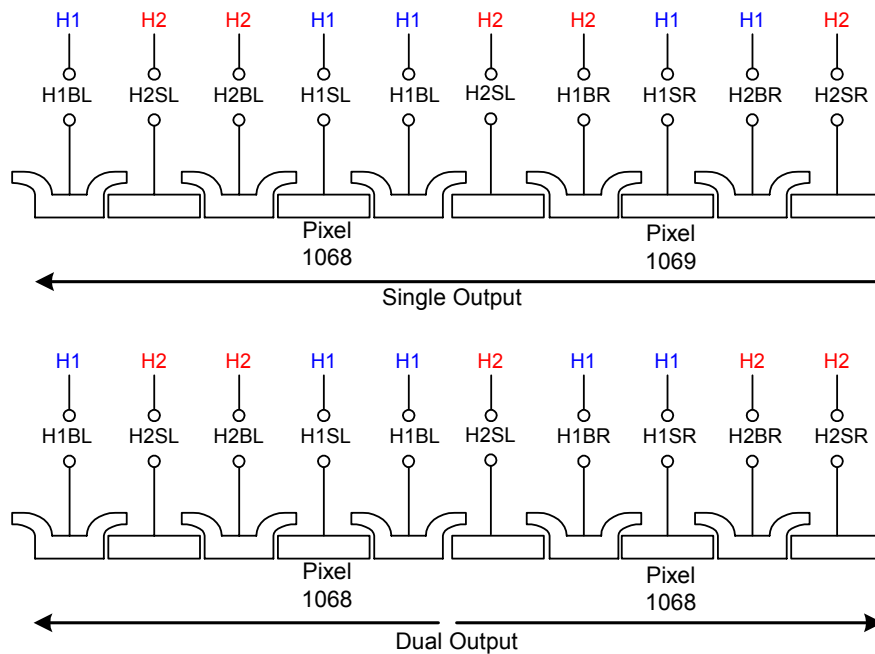 H1 H2 H2 H1 H1 H2 H2 H1 H1 H2
H1BL H2SL H2BL H1SL H1BL H2SL H1BR H1SR H2BR H2SR
Pixel Pixel
1068 1069
Single Output
H1 H2 H2 H1 H1 H2 H1 H1 H2 H2
H1BL H2SL H2BL H1SL H1BL H2SL H1BR H1SR H2BR H2SR
Pixel Pixel
1068 1068
Dual Output